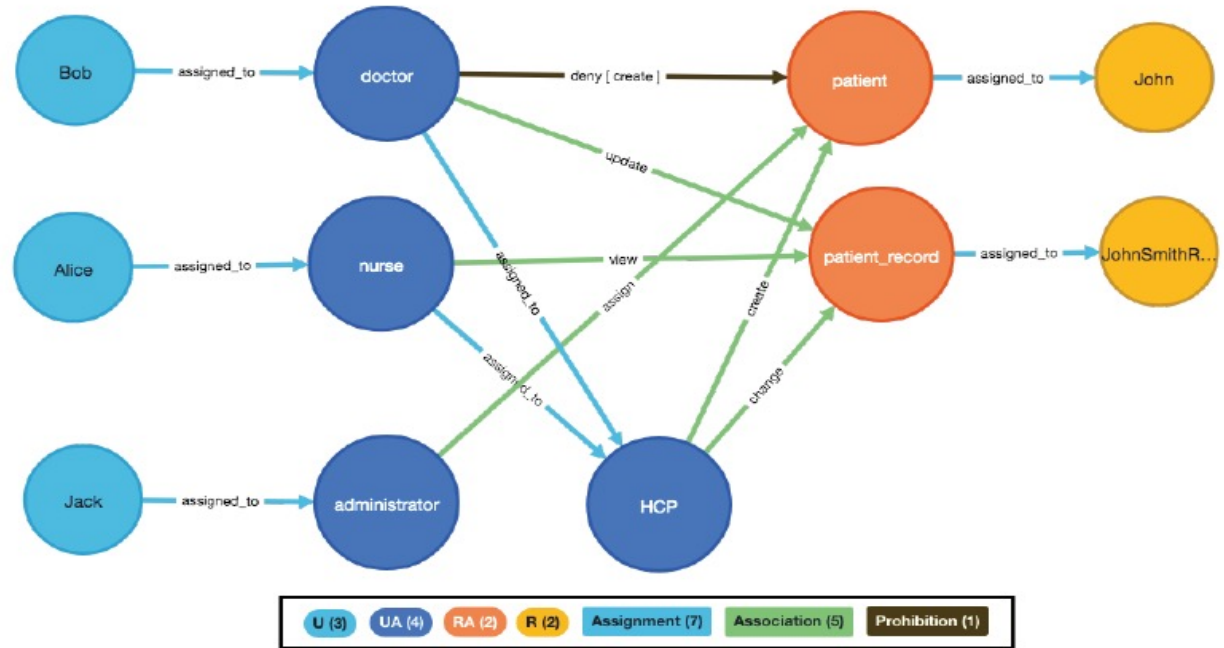 Bob
assigned_to
doctor
deny [ create ]
patient
assigned_to
John
update
Alice
assigned_to
nurse
view
patient_record
assigned_to
JohnSmithR...
assigned_to
assign
create
assigned_to
change
Jack
assigned_to
administrator
HCP
U (3) UA (4) RA (2) R (2) Assignment (7) Association (5) Prohibition (1)